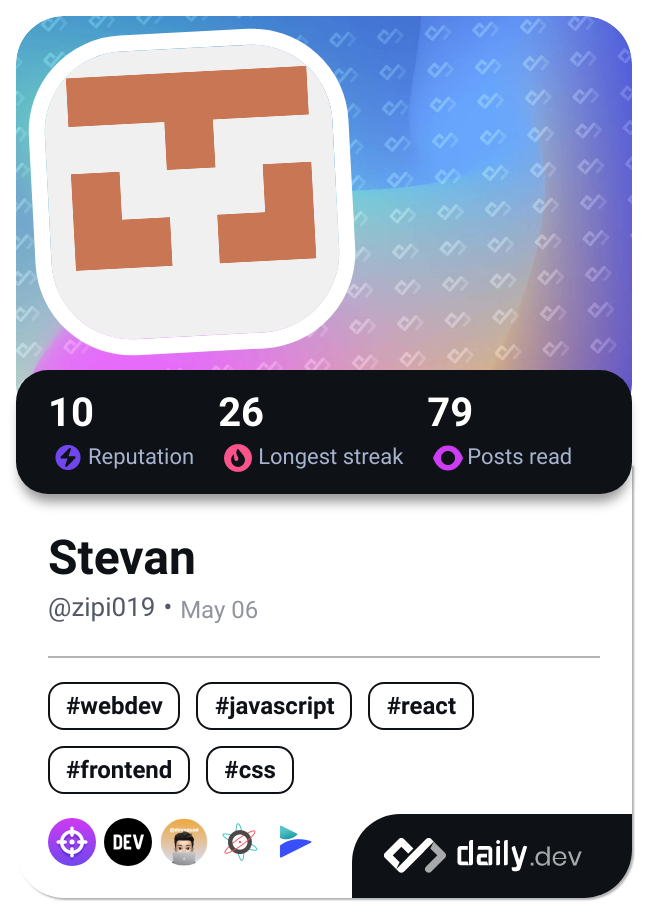 10 26 79
Reputation Longest streak Posts read
Stevan
@zipi019 • May 06
#webdev #javascript #react
#frontend #css
DEV
daily.dev